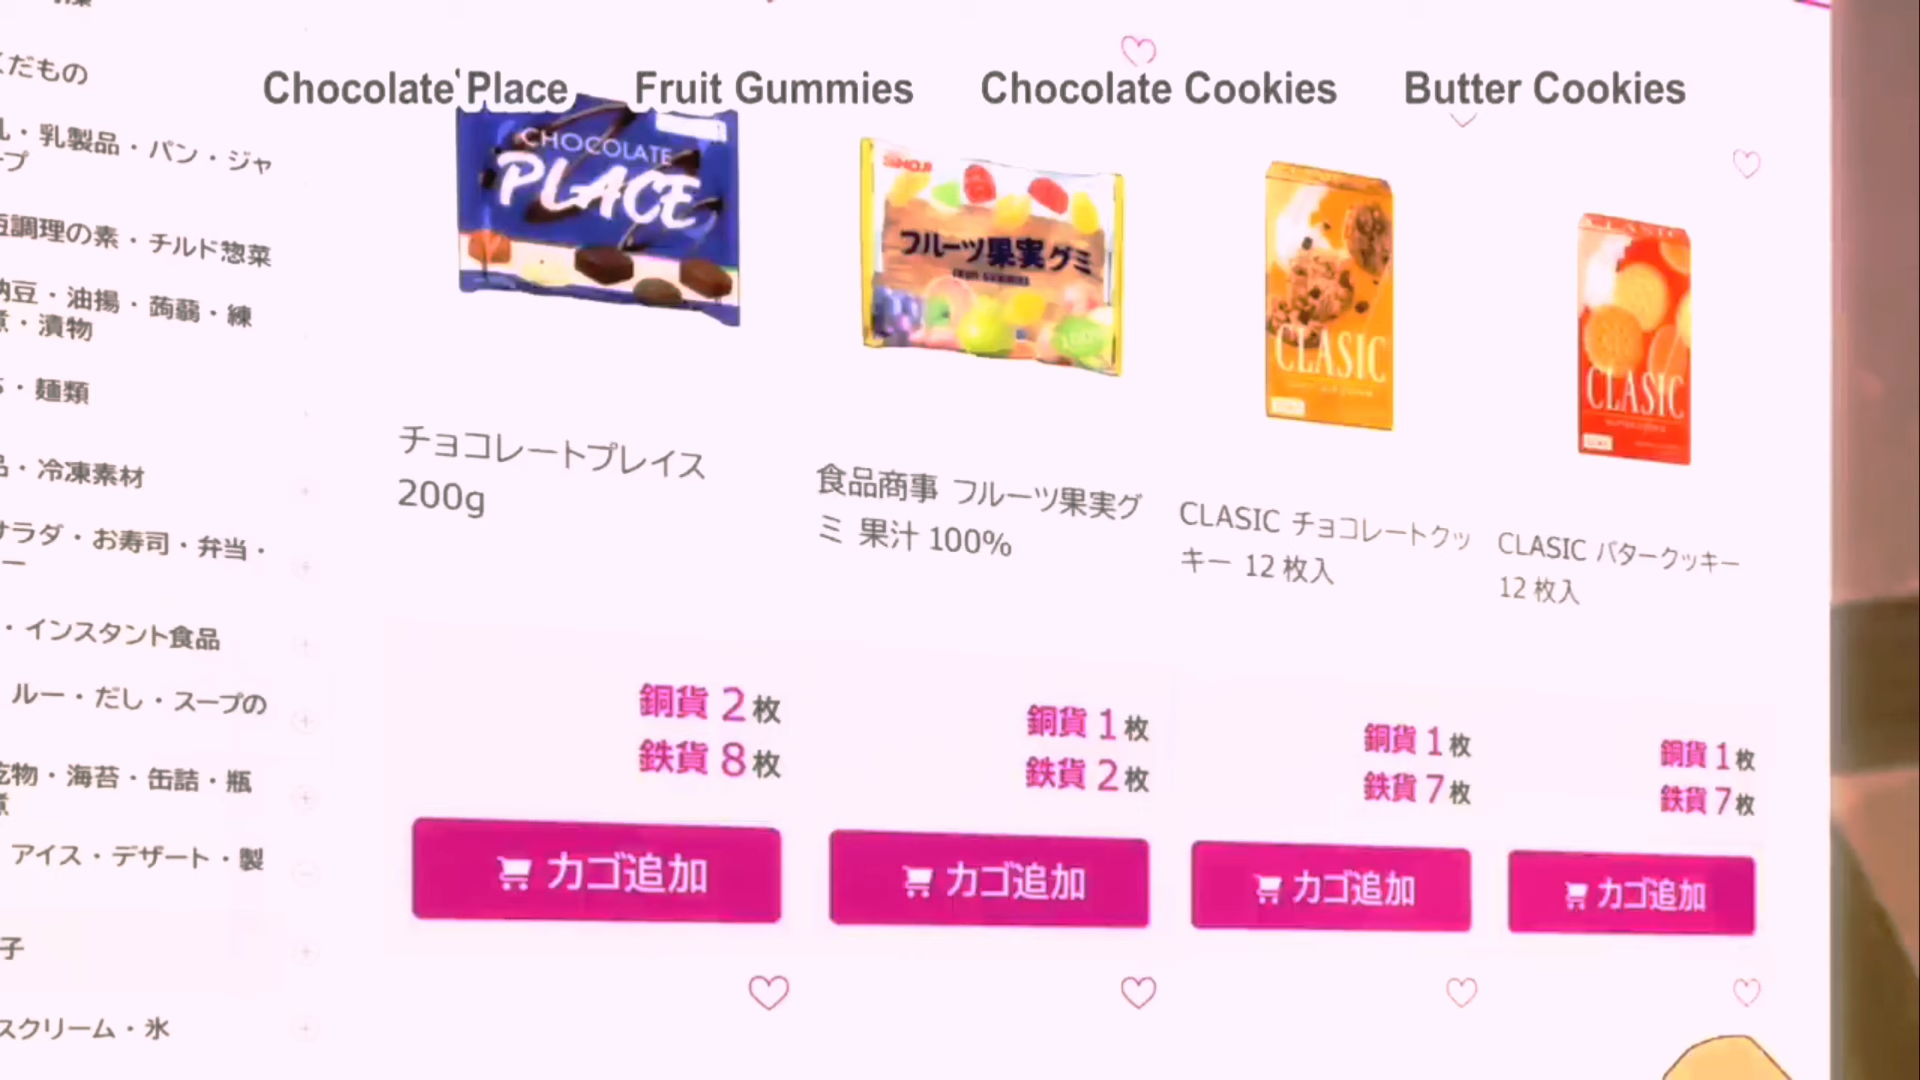 くだもの
Chocolate Place
Fruit Gummies
Chocolate Cookies
Butter Cookies
・乳製品・パン・ジャ
調理の素・チルド惣菜
豆・油揚・蒟蒻・練
・漬物
・麺類
・冷凍素材
サラダ・お寿司・弁当・
ー
・インスタント食品
ルー・だし・スープの
乾物・海苔・缶詰・瓶
アイス・デザート・製
子
スクリーム・氷
CHOCOLATE
PLACE
フルーツ果実グミ
CLASIC
CLASIC
チョコレートプレイス
200g
食品商事 フルーツ果実グ
ミ 果汁 100%
CLASIC チョコレートクッ
キー 12 枚入
CLASIC バタークッキー
12 枚入
銅貨 2 枚
鉄貨 8 枚
銅貨 1 枚
鉄貨 2 枚
銅貨 1 枚
鉄貨 7 枚
銅貨 1 枚
鉄貨 7 枚
カゴ追加
カゴ追加
カゴ追加
カゴ追加